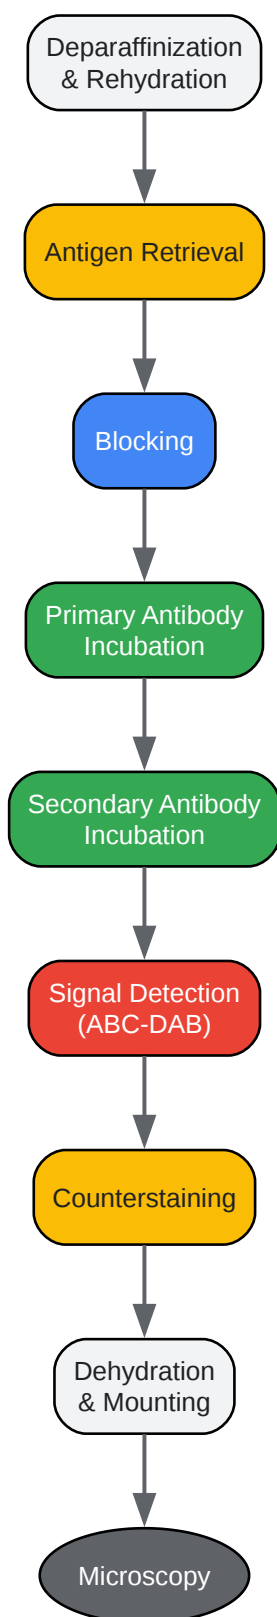 Deparaffinization
& Rehydration
Antigen Retrieval
Blocking
Primary Antibody
Incubation
Secondary Antibody
Incubation
Signal Detection
(ABC-DAB)
Counterstaining
Dehydration
& Mounting
Microscopy